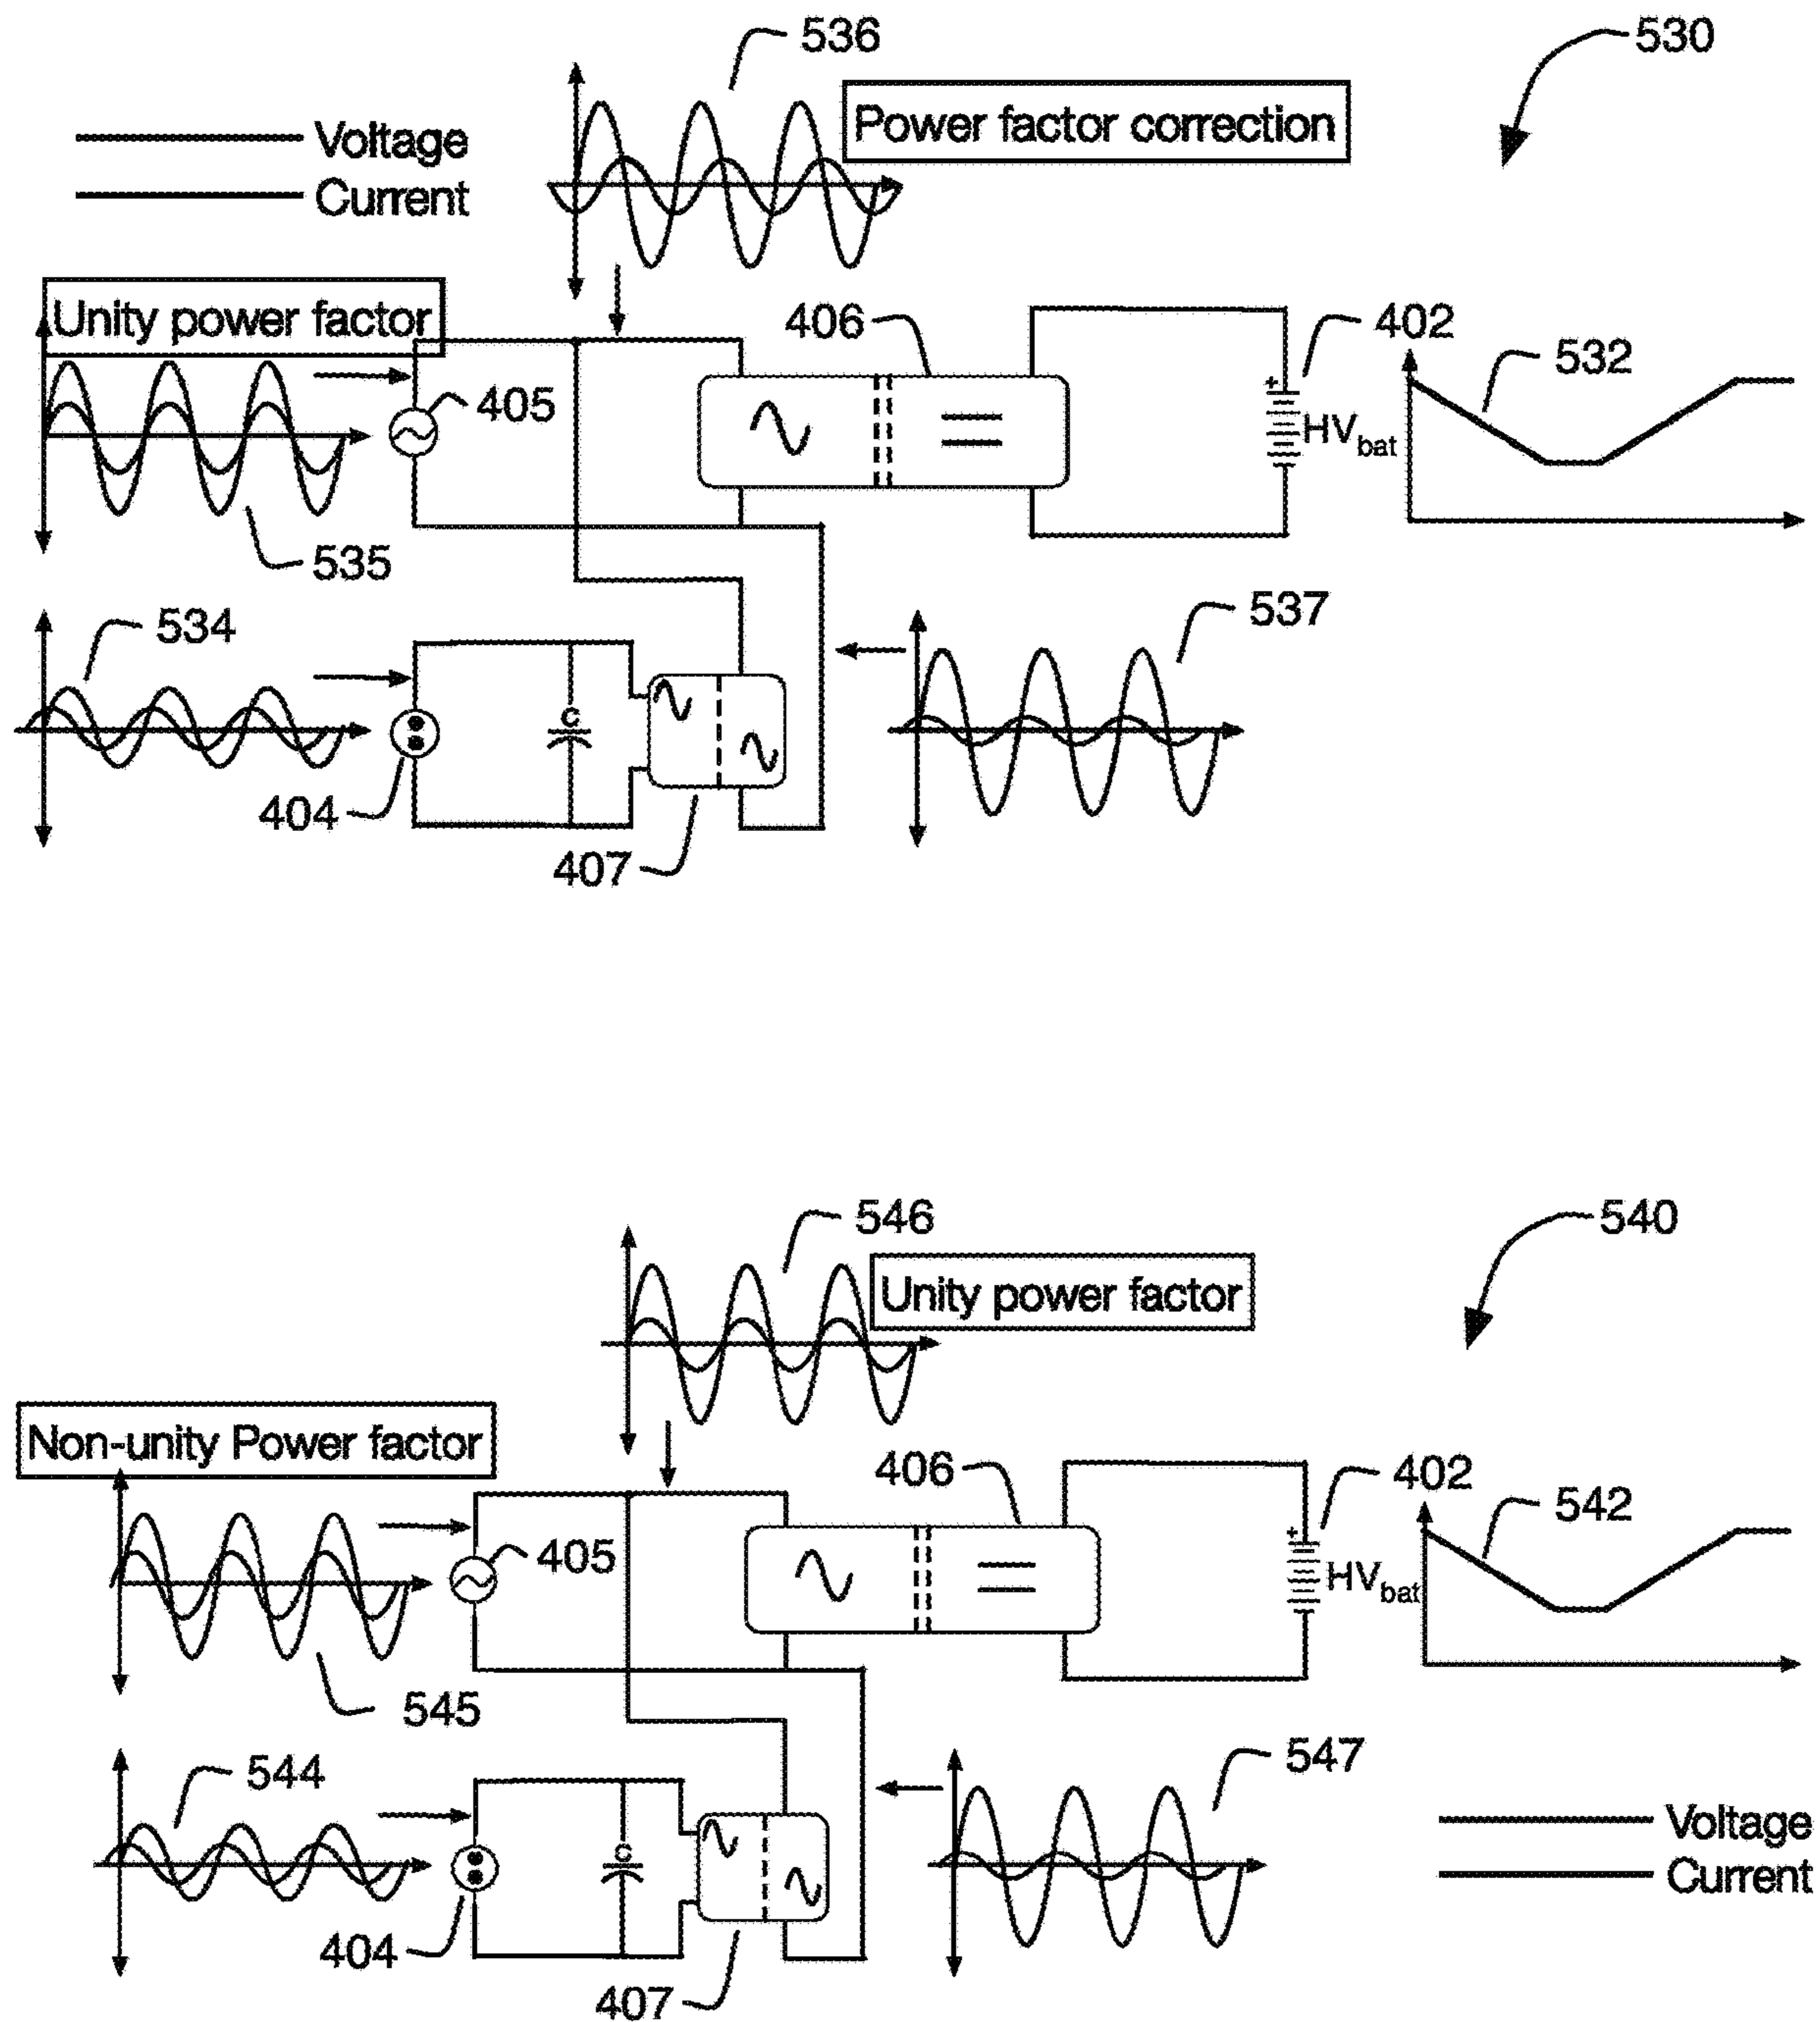 536
530
Voltage
Power factor correction
Current
Unity power factor
406
402
532
405
+
HVbat
535
534
537
C
404
407
546
540
Unity power factor
Non-unity Power factor
406
402
542
405
+
HVbat
545
544
547
C
Voltage
Current
404
407